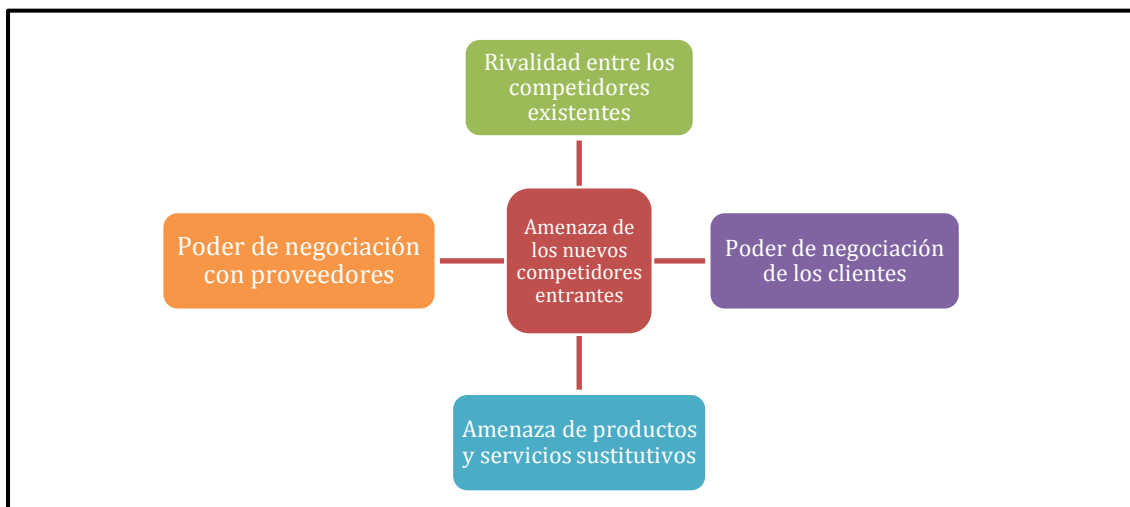 Rivalidad entre los
competidores
existentes
Poder de negociación
con proveedores
Amenaza de
los nuevos
competidores
entrantes
Poder de negociación
de los clientes
Amenaza de productos
y servicios sustitutivos